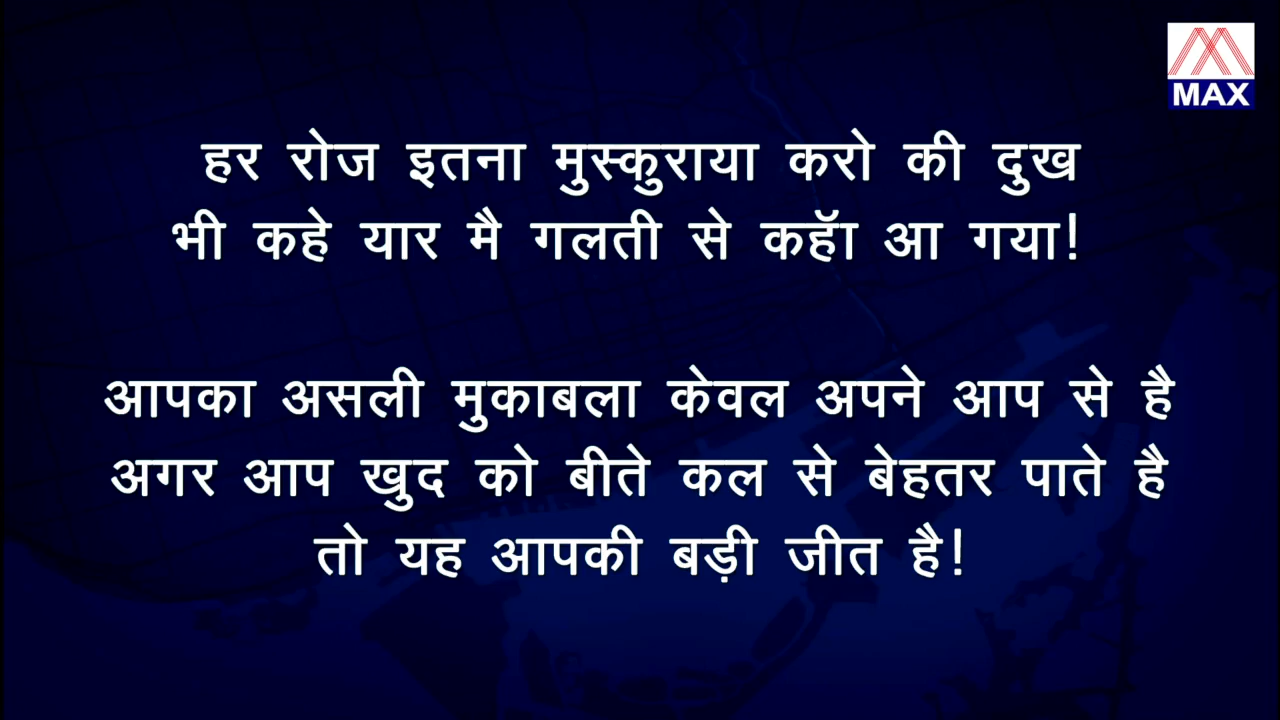 MAX
हर रोज इतना मुस्कुराया करो की दुख
भी कहे यार मै गलती से कहॅा आ गया!
आपका असली मुकाबला केवल अपने आप से है
अगर आप खुद को बीते कल से बेहतर पाते है
तो यह आपकी बड़ी जीत है!